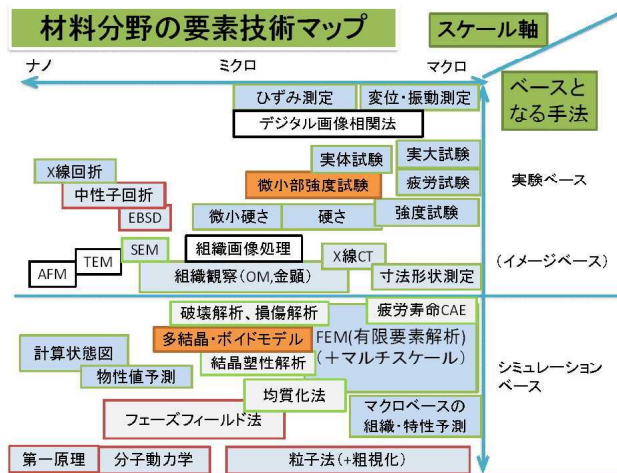 材料分野の要素技術マップ
スケール軸
ナノ
ミクロ
マクロ
ベースと
なる手法
ひずみ測定
変位・振動測定
デジタル画像相関法
実体試験
実大試験
X線回折
中性子回折
EBSD
微小部強度試験
疲労試験
実験ベース
微小硬さ
硬さ
強度試験
AFM
TEM
SEM
組織画像処理
組織観察(OM,金顕)
X線CT
寸法形状測定
(イメージベース)
破壊解析、損傷解析
疲労寿命CAE
計算状態図
多結晶・ボイドモデル
FEM(有限要素解析)
(+マルチスケール)
結晶塑性解析
物性値予測
シミュレーション
ベース
均質化法
フェーズフィールド法
マクロベースの
組織・特性予測
第一原理
分子動力学
粒子法(+粗視化)